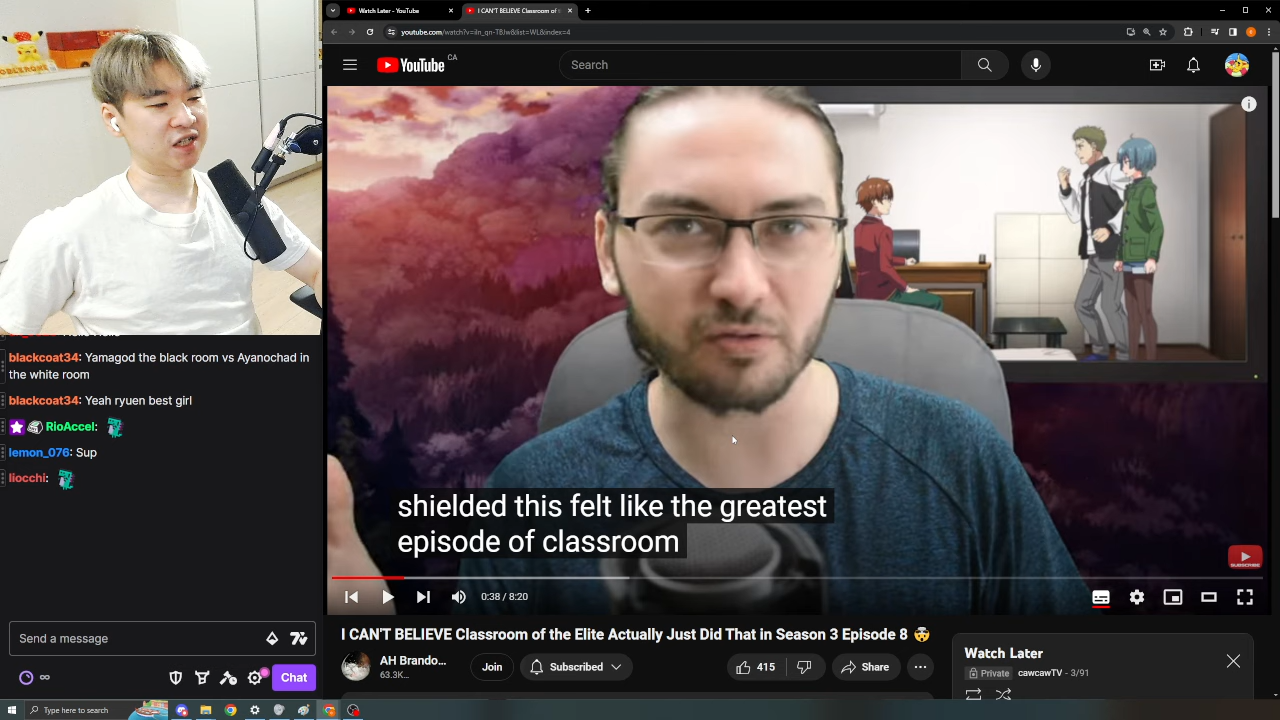 Watch Later - YouTube
I CAN'T BELIEVE Classroom of t
youtube.com/watch?v=iln_qn-TBJw&list=WL&index=4
YouTube CA
Search
blackcoat34: Yamagod the black room vs Ayanochad in
the white room
blackcoat34: Yeah ryuen best girl
RioAccel:
lemon_076: Sup
liocchi:
Send a message
Chat
shielded this felt like the greatest
episode of classroom
SUBSCRIBE
0:38 / 8:20
I CAN'T BELIEVE Classroom of the Elite Actually Just Did That in Season 3 Episode 8
AH Brando...
63.3K...
Join
Subscribed
415
Share
Watch Later
Private
cawcawTV - 3/91
Type here to search